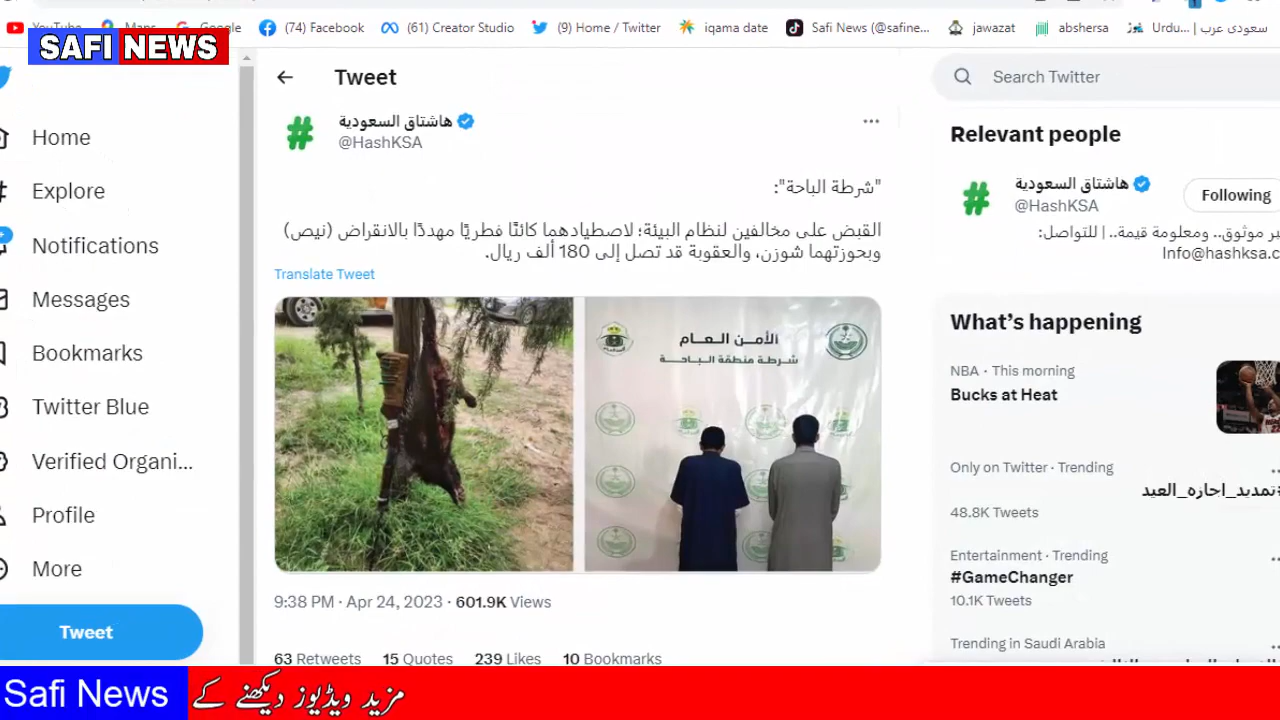 YouTube
Maps
Google
(74) Facebook
(61) Creator Studio
(9) Home / Twitter
iqama date
Safi News (@safine...
jawazat
abshersa
Urdu... | سعودی عرب
SAFI NEWS
Tweet
Search Twitter
هاشتاق السعودية
@HashKSA
"شرطة الباحة":
القبض على مخالفين لنظام البيئة؛ لاصطيادهما كائنًا فطريًا مهددًا بالانقراض (نيص)
وبحوزتهما شوزن، والعقوبة قد تصل إلى 180 ألف ريال.
Translate Tweet
الأمـن العـام
شرطة منطقة الباحة
9:38 PM · Apr 24, 2023 · 601.9K Views
63 Retweets 15 Quotes 239 Likes 10 Bookmarks
Home
Explore
Notifications
Messages
Bookmarks
Twitter Blue
Verified Organi...
Profile
More
Tweet
Relevant people
هاشتاق السعودية
@HashKSA
Following
موثوق.. ومعلومة قيمة.. | للتواصل:
Info@hashksa.c
What's happening
NBA · This morning
Bucks at Heat
Only on Twitter · Trending
تمديد_اجازه_العيد
48.8K Tweets
Entertainment · Trending
#GameChanger
10.1K Tweets
Trending in Saudi Arabia
Safi News
مزید ویڈیوز دیکھنے کے